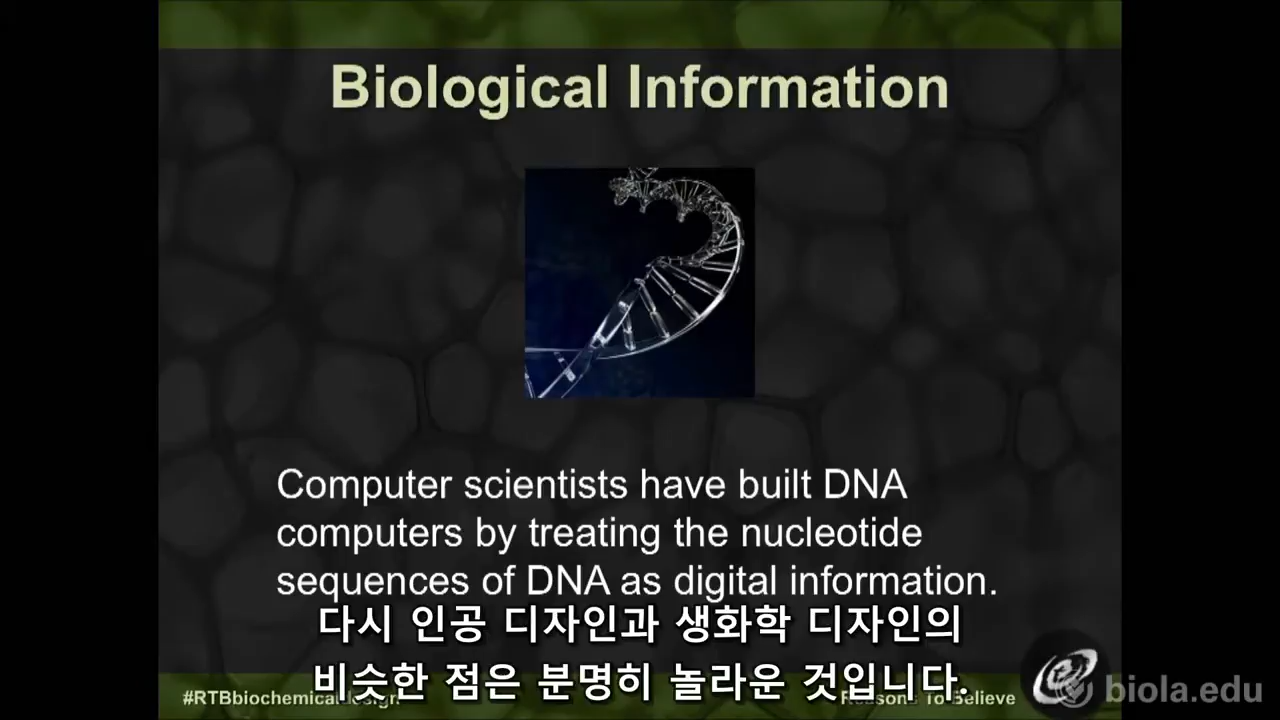 Biological Information
Computer scientists have built DNA
computers by treating the nucleotide
sequences of DNA as digital information.
다시 인공 디자인과 생화학 디자인의
비슷한 점은 분명히 놀라운 것입니다.
#RTBbiochemicaldesign
Reasons To Believe
biola.edu